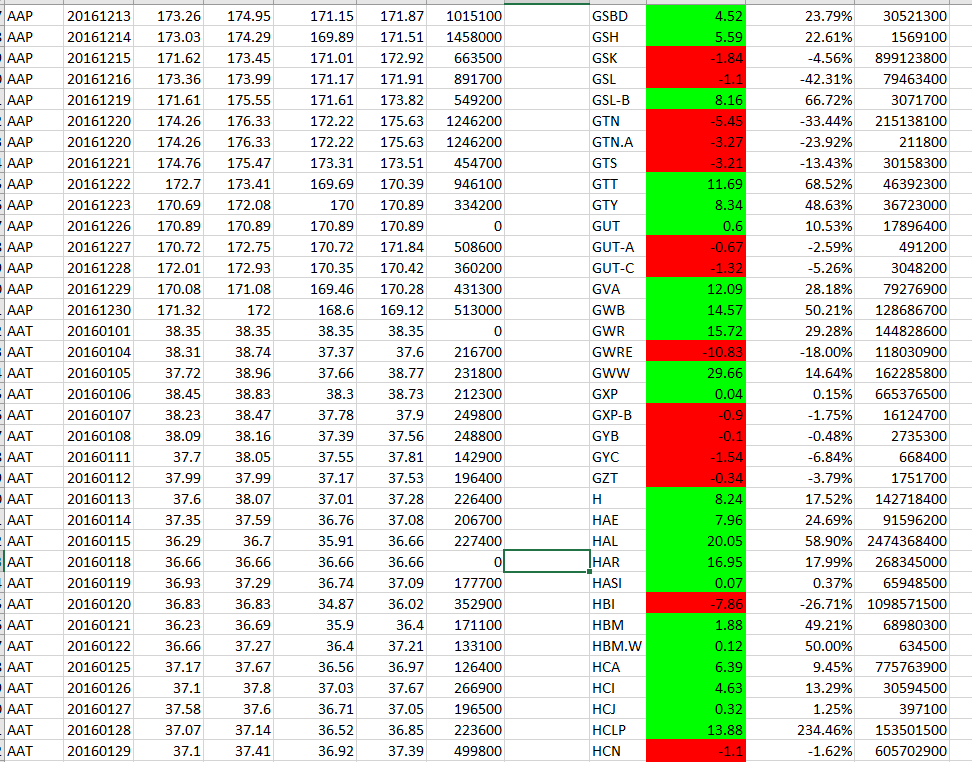 AAP 20161213 173.26 174.95 171.15 171.87 1015100 GSBD 4.52 23.79% 30521300
AAP 20161214 173.03 174.29 169.89 171.51 1458000 GSH 5.59 22.61% 1569100
AAP 20161215 171.62 173.45 171.01 172.92 663500 GSK -1.84 -4.56% 899123800
AAP 20161216 173.36 173.99 171.17 171.91 891700 GSL -1.1 -42.31% 79463400
AAP 20161219 171.61 175.55 171.61 173.82 549200 GSL-B 8.16 66.72% 3071700
AAP 20161220 174.26 176.33 172.22 175.63 1246200 GTN -5.45 -33.44% 215138100
AAP 20161220 174.26 176.33 172.22 175.63 1246200 GTN.A -3.27 -23.92% 211800
AAP 20161221 174.76 175.47 173.31 173.51 454700 GTS -3.21 -13.43% 30158300
AAP 20161222 172.7 173.41 169.69 170.39 946100 GTT 11.69 68.52% 46392300
AAP 20161223 170.69 172.08 170 170.89 334200 GTY 8.34 48.63% 36723000
AAP 20161226 170.89 170.89 170.89 170.89 0 GUT 0.6 10.53% 17896400
AAP 20161227 170.72 172.75 170.72 171.84 508600 GUT-A -0.67 -2.59% 491200
AAP 20161228 172.01 172.93 170.35 170.42 360200 GUT-C -1.32 -5.26% 3048200
AAP 20161229 170.08 171.08 169.46 170.28 431300 GVA 12.09 28.18% 79276900
AAP 20161230 171.32 172 168.6 169.12 513000 GWB 14.57 50.21% 128686700
AAT 20160101 38.35 38.35 38.35 38.35 0 GWR 15.72 29.28% 144828600
AAT 20160104 38.31 38.74 37.37 37.6 216700 GWRE -10.83 -18.00% 118030900
AAT 20160105 37.72 38.96 37.66 38.77 231800 GWW 29.66 14.64% 162285800
AAT 20160106 38.45 38.83 38.3 38.73 212300 GXP 0.04 0.15% 665376500
AAT 20160107 38.23 38.47 37.78 37.9 249800 GXP-B -0.9 -1.75% 16124700
AAT 20160108 38.09 38.16 37.39 37.56 248800 GYB -0.1 -0.48% 2735300
AAT 20160111 37.7 38.05 37.55 37.81 142900 GYC -1.54 -6.84% 668400
AAT 20160112 37.99 37.99 37.17 37.53 196400 GZT -0.34 -3.79% 1751700
AAT 20160113 37.6 38.07 37.01 37.28 226400 H 8.24 17.52% 142718400
AAT 20160114 37.35 37.59 36.76 37.08 206700 HAE 7.96 24.69% 91596200
AAT 20160115 36.29 36.7 35.91 36.66 227400 HAL 20.05 58.90% 2474368400
AAT 20160118 36.66 36.66 36.66 36.66 0 HAR 16.95 17.99% 268345000
AAT 20160119 36.93 37.29 36.74 37.09 177700 HASI 0.07 0.37% 65948500
AAT 20160120 36.83 36.83 34.87 36.02 352900 HBI -7.86 -26.71% 1098571500
AAT 20160121 36.23 36.69 35.9 36.4 171100 HBM 1.88 49.21% 68980300
AAT 20160122 36.66 37.27 36.4 37.21 133100 HBM.W 0.12 50.00% 634500
AAT 20160125 37.17 37.67 36.56 36.97 126400 HCA 6.39 9.45% 775763900
AAT 20160126 37.1 37.8 37.03 37.67 266900 HCI 4.63 13.29% 30594500
AAT 20160127 37.58 37.6 36.71 37.05 196500 HCJ 0.32 1.25% 397100
AAT 20160128 37.07 37.14 36.52 36.85 223600 HCLP 13.88 234.46% 153501500
AAT 20160129 37.1 37.41 36.92 37.39 499800 HCN -1.1 -1.62% 605702900